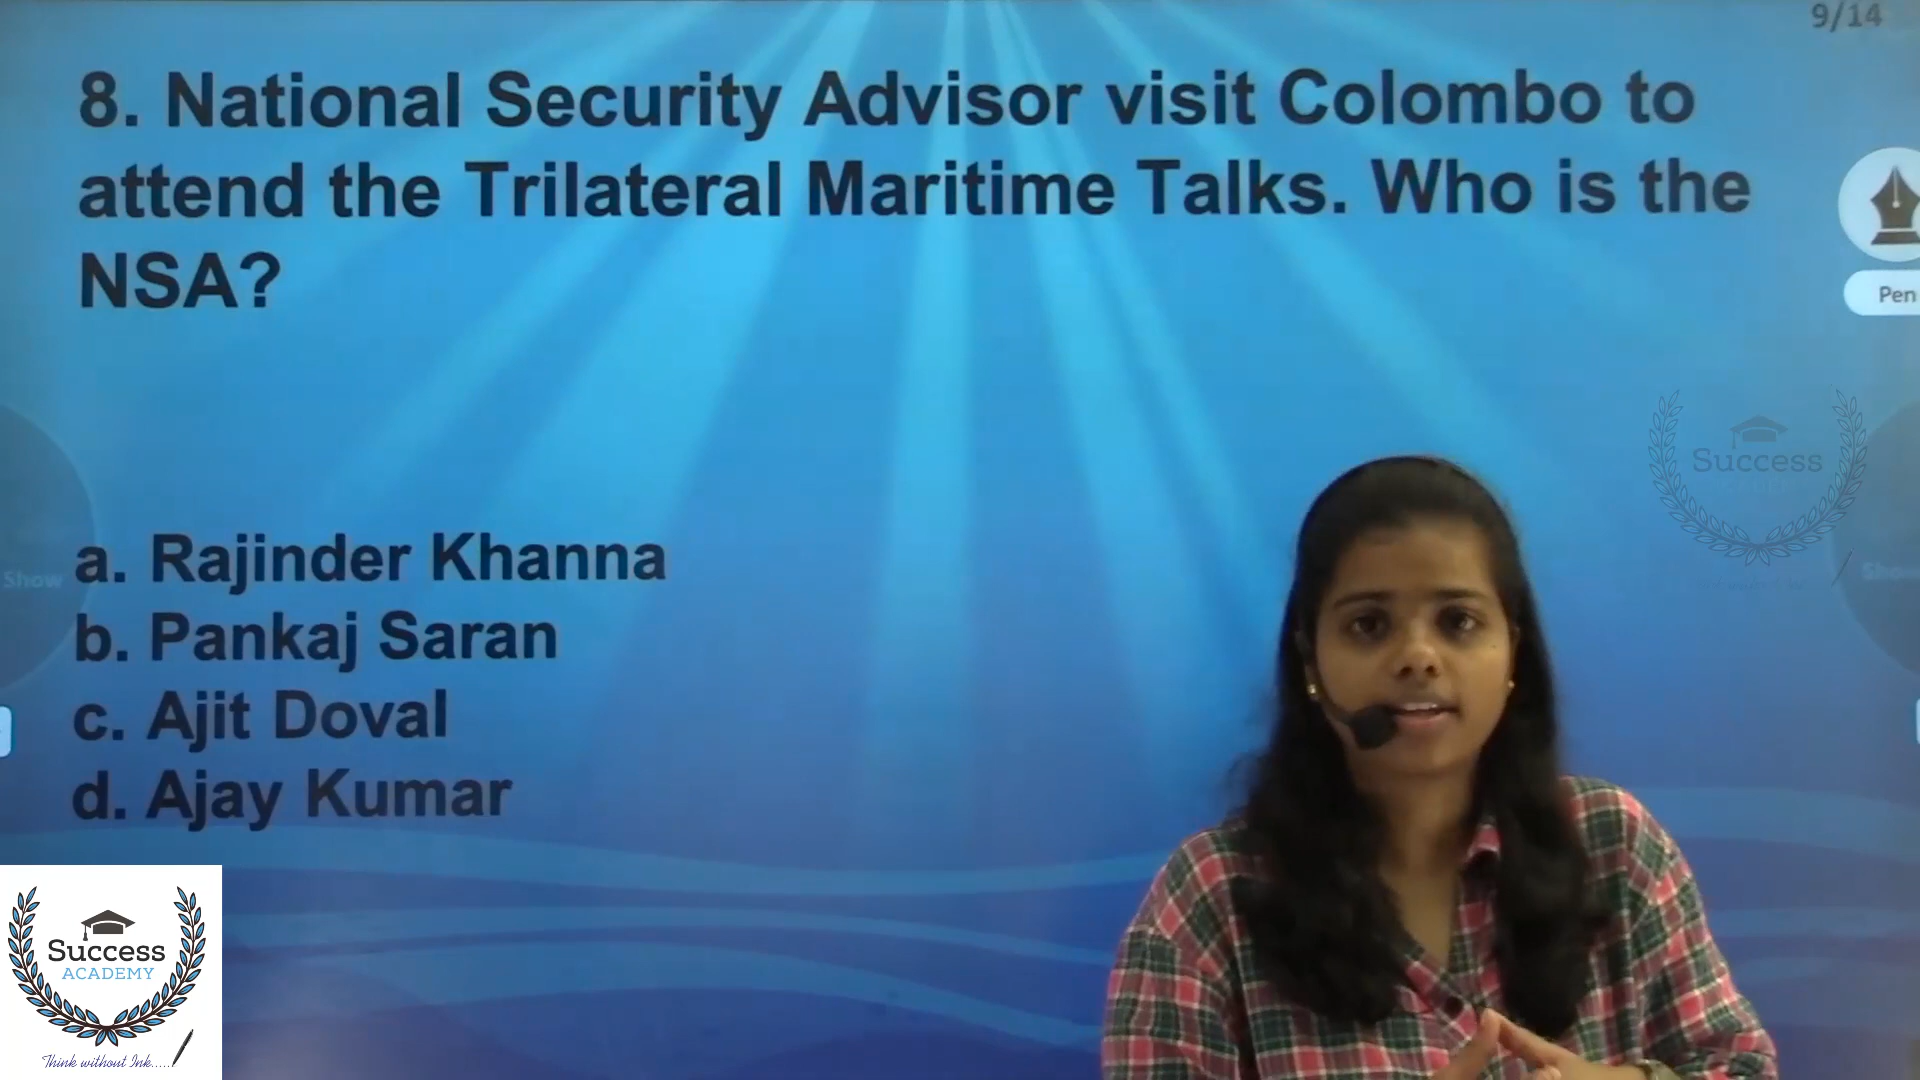 9/14
8. National Security Advisor visit Colombo to
attend the Trilateral Maritime Talks. Who is the
NSA?
Pen
Success
Show
a. Rajinder Khanna
b. Pankaj Saran
c. Ajit Doval
d. Ajay Kumar
Success
ACADEMY
Think without Ink.....